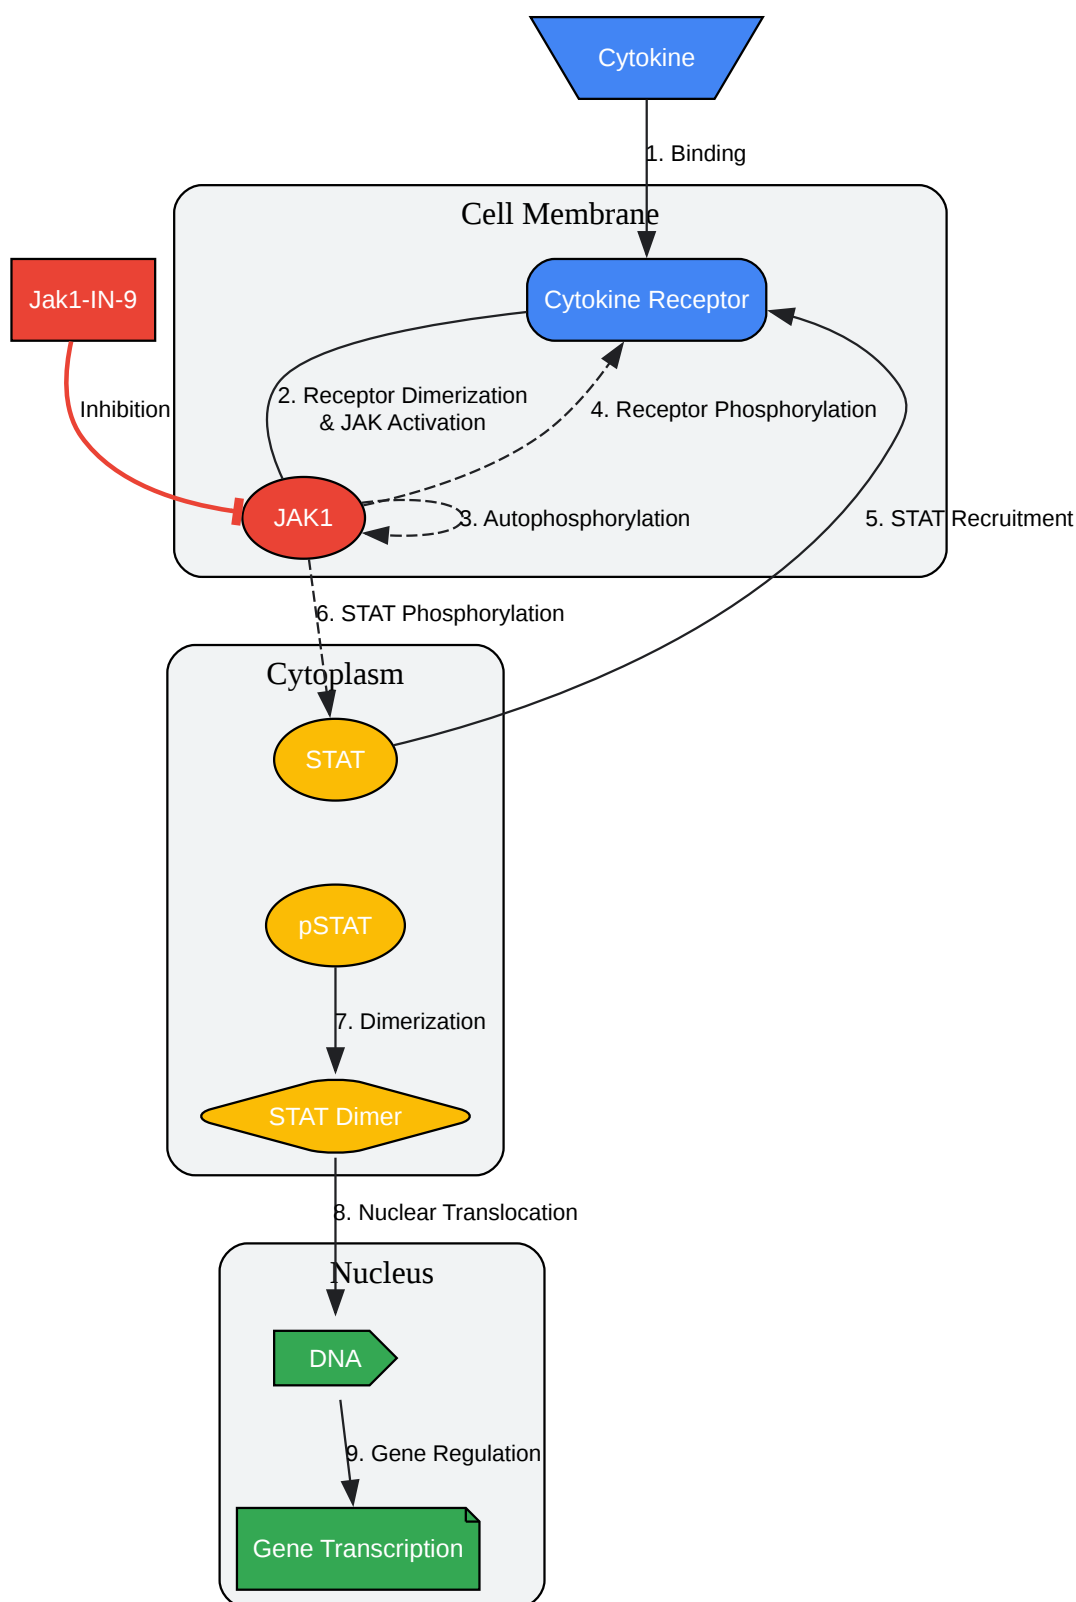 Cytokine
1. Binding
Cell Membrane
Jak1-IN-9
Cytokine Receptor
Inhibition
2. Receptor Dimerization
& JAK Activation
4. Receptor Phosphorylation
JAK1
3. Autophosphorylation
5. STAT Recruitment
6. STAT Phosphorylation
Cytoplasm
STAT
pSTAT
7. Dimerization
STAT Dimer
8. Nuclear Translocation
Nucleus
DNA
9. Gene Regulation
Gene Transcription